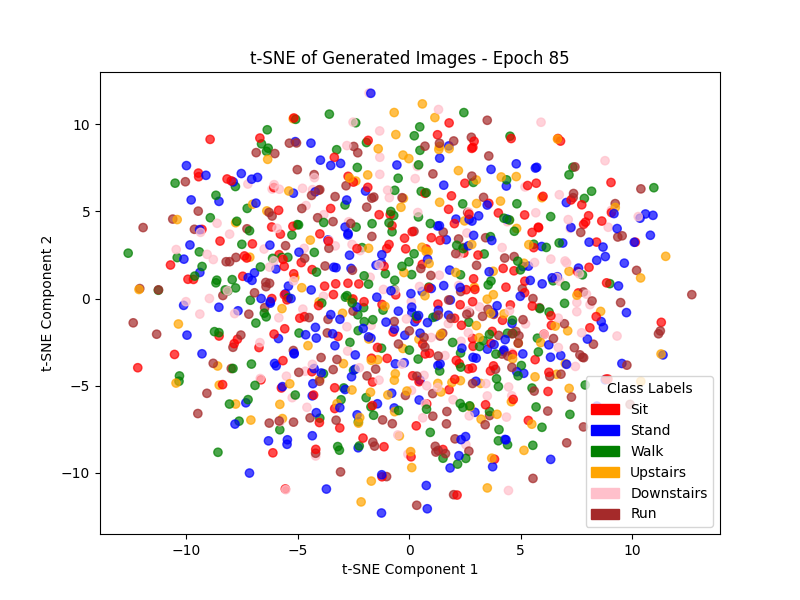 t-SNE of Generated Images - Epoch 85
10
5
0
−5
−10
t-SNE Component 2
−10
−5
0
5
10
t-SNE Component 1
Class Labels
Sit
Stand
Walk
Upstairs
Downstairs
Run